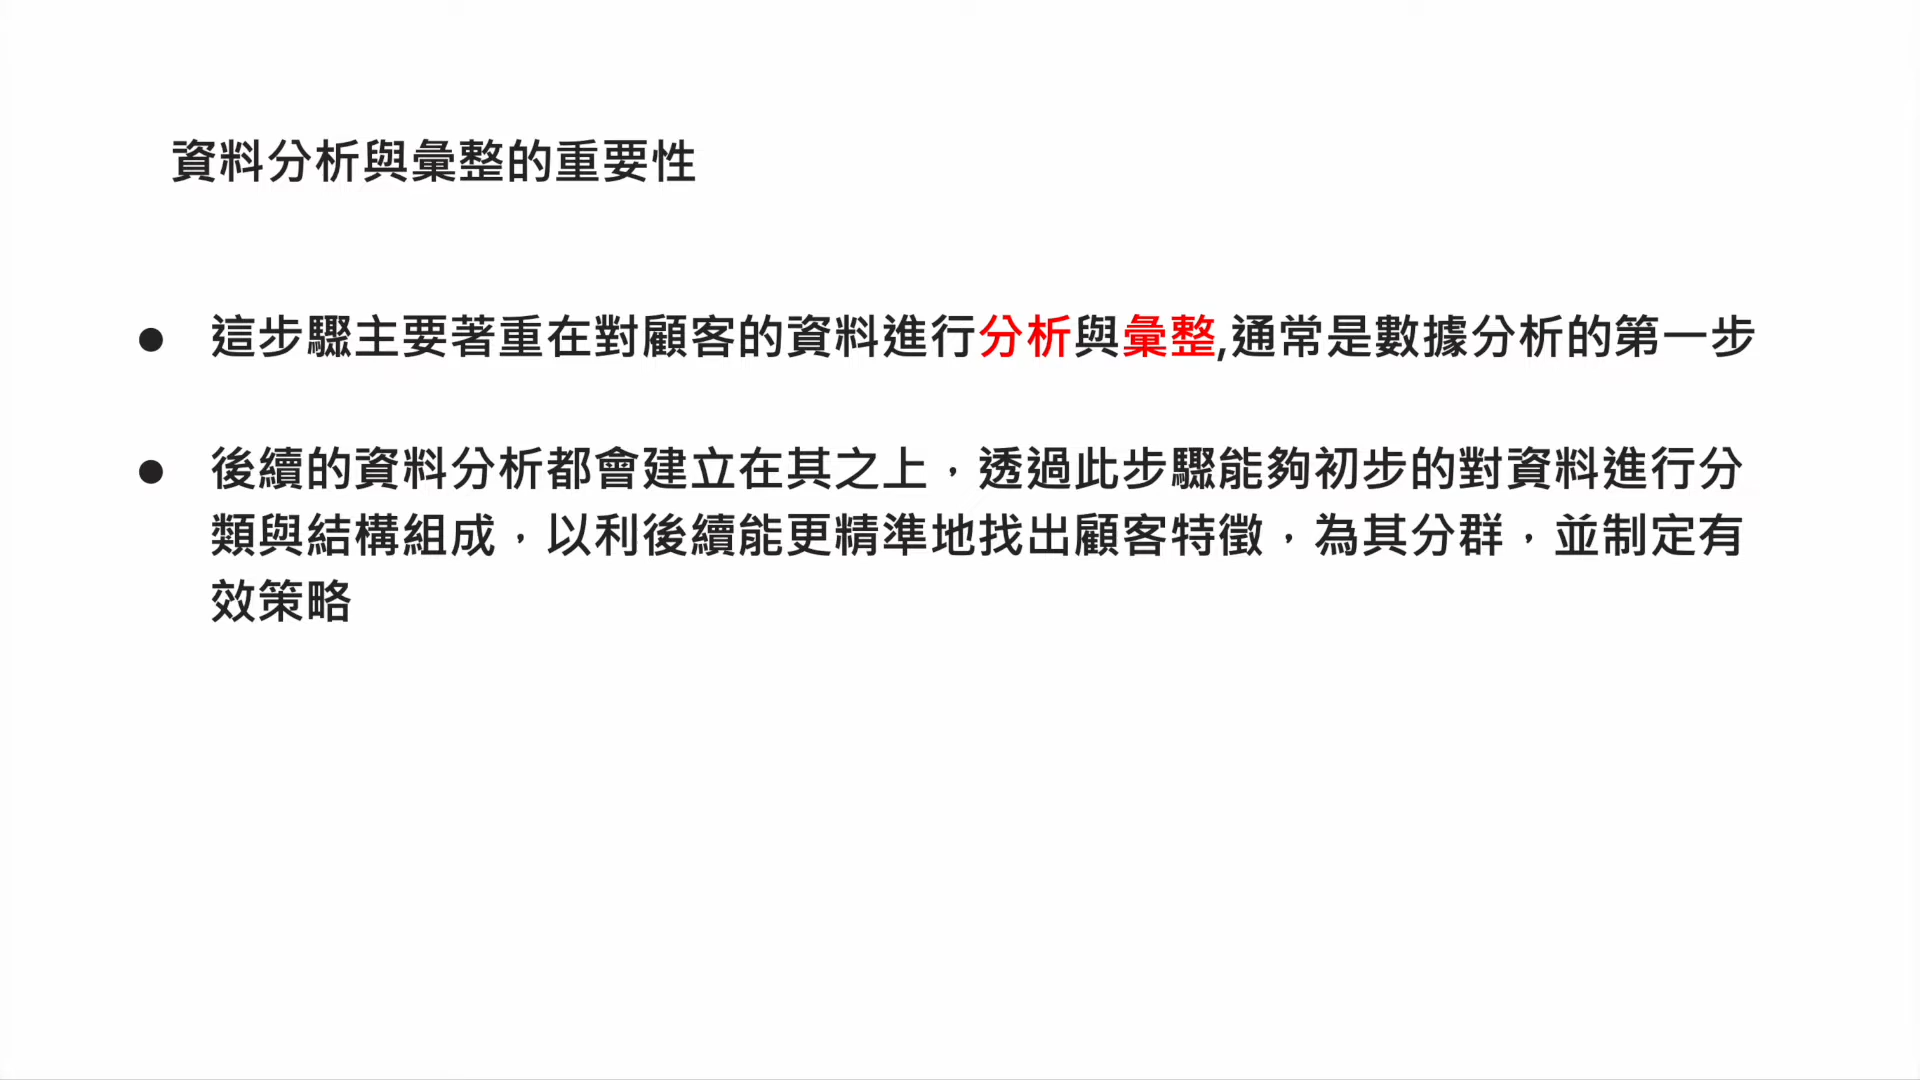 資料分析與彙整的重要性
● 這步驟主要著重在對顧客的資料進行分析與彙整,通常是數據分析的第一步
● 後續的資料分析都會建立在其之上，透過此步驟能夠初步的對資料進行分
類與結構組成，以利後續能更精準地找出顧客特徵，為其分群，並制定有
效策略